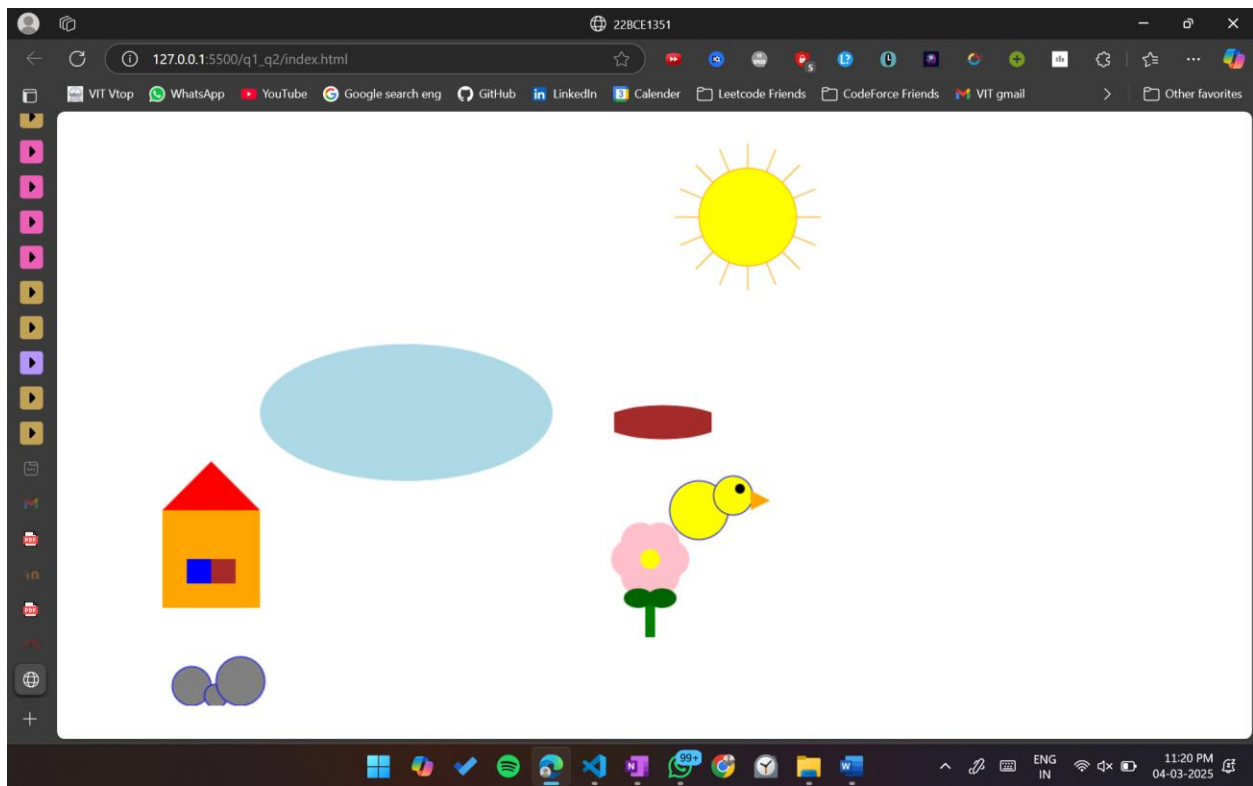 22BCE1351
127.0.0.1:5500/q1_q2/index.html
5
VIT Vtop WhatsApp YouTube Google search eng GitHub LinkedIn Calender Leetcode Friends CodeForce Friends VIT gmail Other favorites
99+
ENG
IN
11:20 PM
04-03-2025